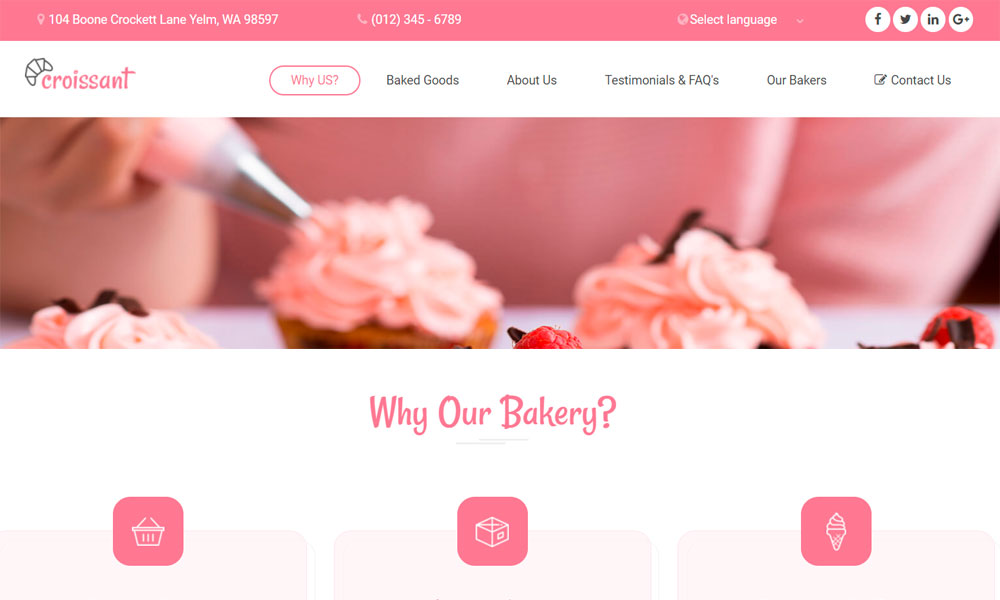 104 Boone Crockett Lane Yelm, WA 98597
(012) 345 - 6789
Select language
croissant
Why US?
Baked Goods
About Us
Testimonials & FAQ's
Our Bakers
Contact Us
Why Our Bakery?